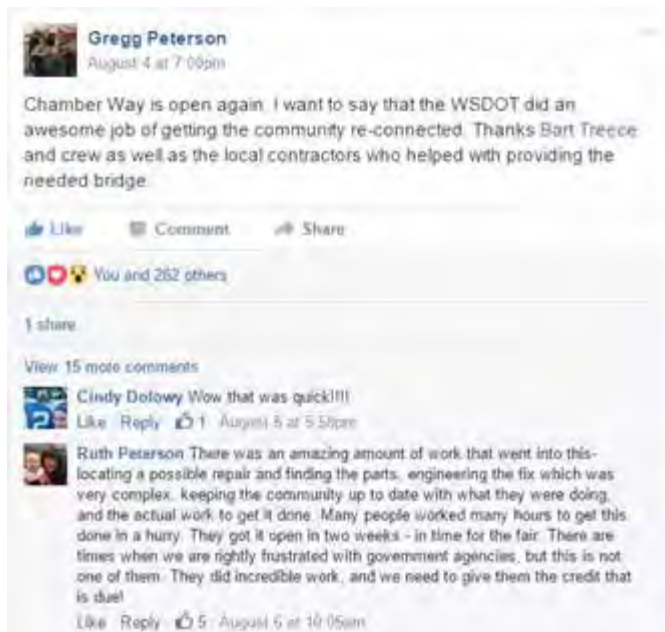 Gregg Peterson
August 4 at 7:00pm
Chamber Way is open again. I want to say that the WSDOT did an
awesome job of getting the community re-connected. Thanks Bart Treece
and crew as well as the local contractors who helped with providing the
needed bridge.
Like Comment Share
You and 262 others
1 share
View 15 more comments
Cindy Dolowy Wow that was quick!!!!
Like Reply 1 August 5 at 5:58pm
Ruth Peterson There was an amazing amount of work that went into this-
locating a possible repair and finding the parts, engineering the fix which was
very complex, keeping the community up to date with what they were doing,
and the actual work to get it done. Many people worked many hours to get this
done in a hurry. They got it open in two weeks - in time for the fair. There are
times when we are rightly frustrated with government agencies, but this is not
one of them. They did incredible work, and we need to give them the credit that
is due!
Like Reply 5 August 6 at 10:05am